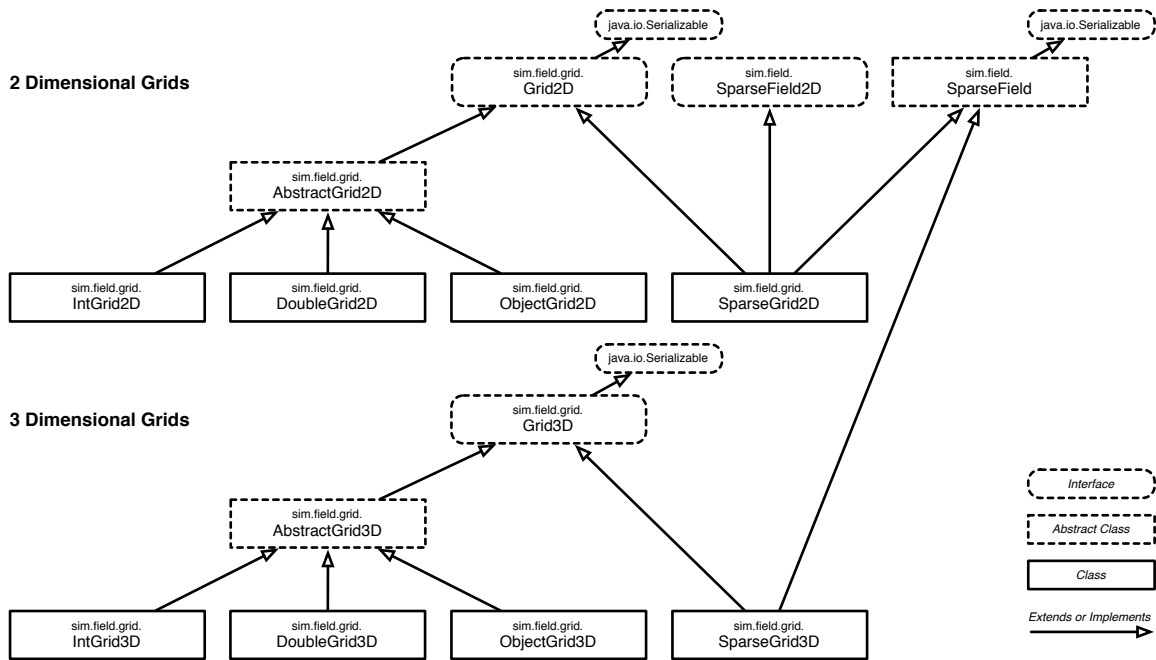 java.io.Serializable
java.io.Serializable
2 Dimensional Grids
sim.field.grid.
Grid2D
sim.field.
SparseField2D
sim.field.
SparseField
sim.field.grid.
AbstractGrid2D
sim.field.grid.
IntGrid2D
sim.field.grid.
DoubleGrid2D
sim.field.grid.
ObjectGrid2D
sim.field.grid.
SparseGrid2D
java.io.Serializable
3 Dimensional Grids
sim.field.grid.
Grid3D
sim.field.grid.
AbstractGrid3D
sim.field.grid.
IntGrid3D
sim.field.grid.
DoubleGrid3D
sim.field.grid.
ObjectGrid3D
sim.field.grid.
SparseGrid3D
Interface
Abstract Class
Class
Extends or Implements